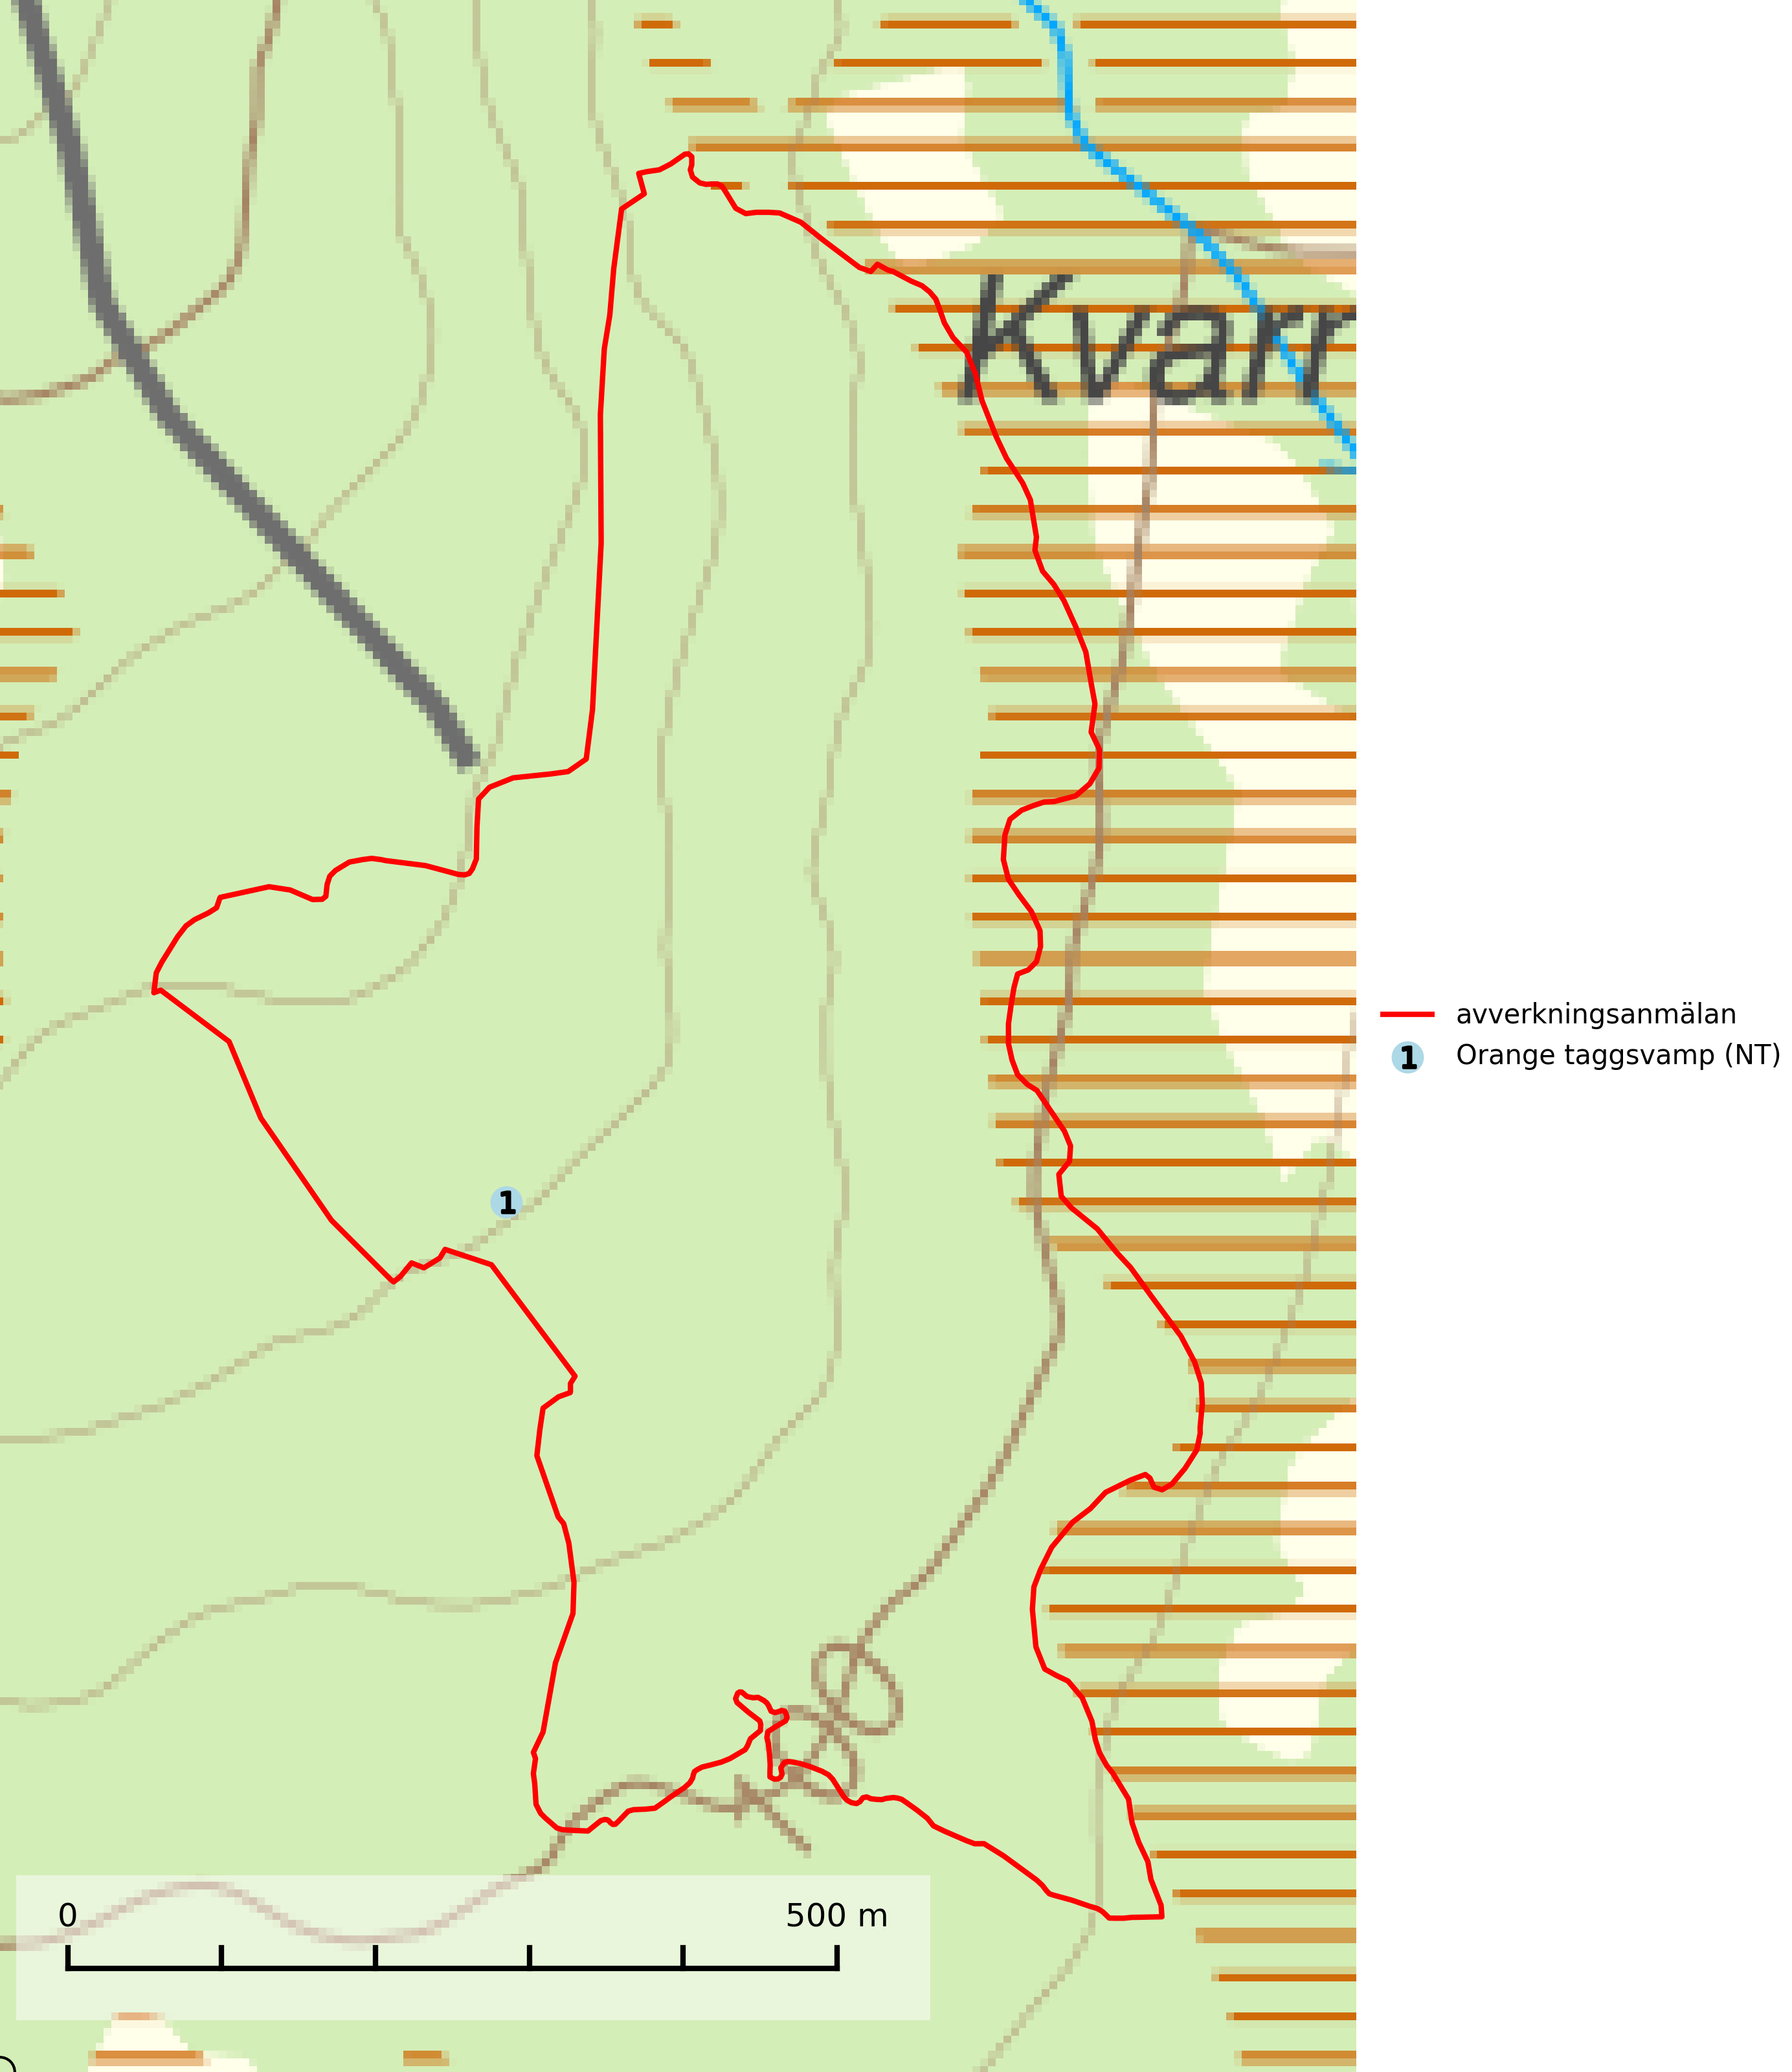 Kvarr
avverkningsanmälan
1 Orange taggsvamp (NT)
1
0 500 m